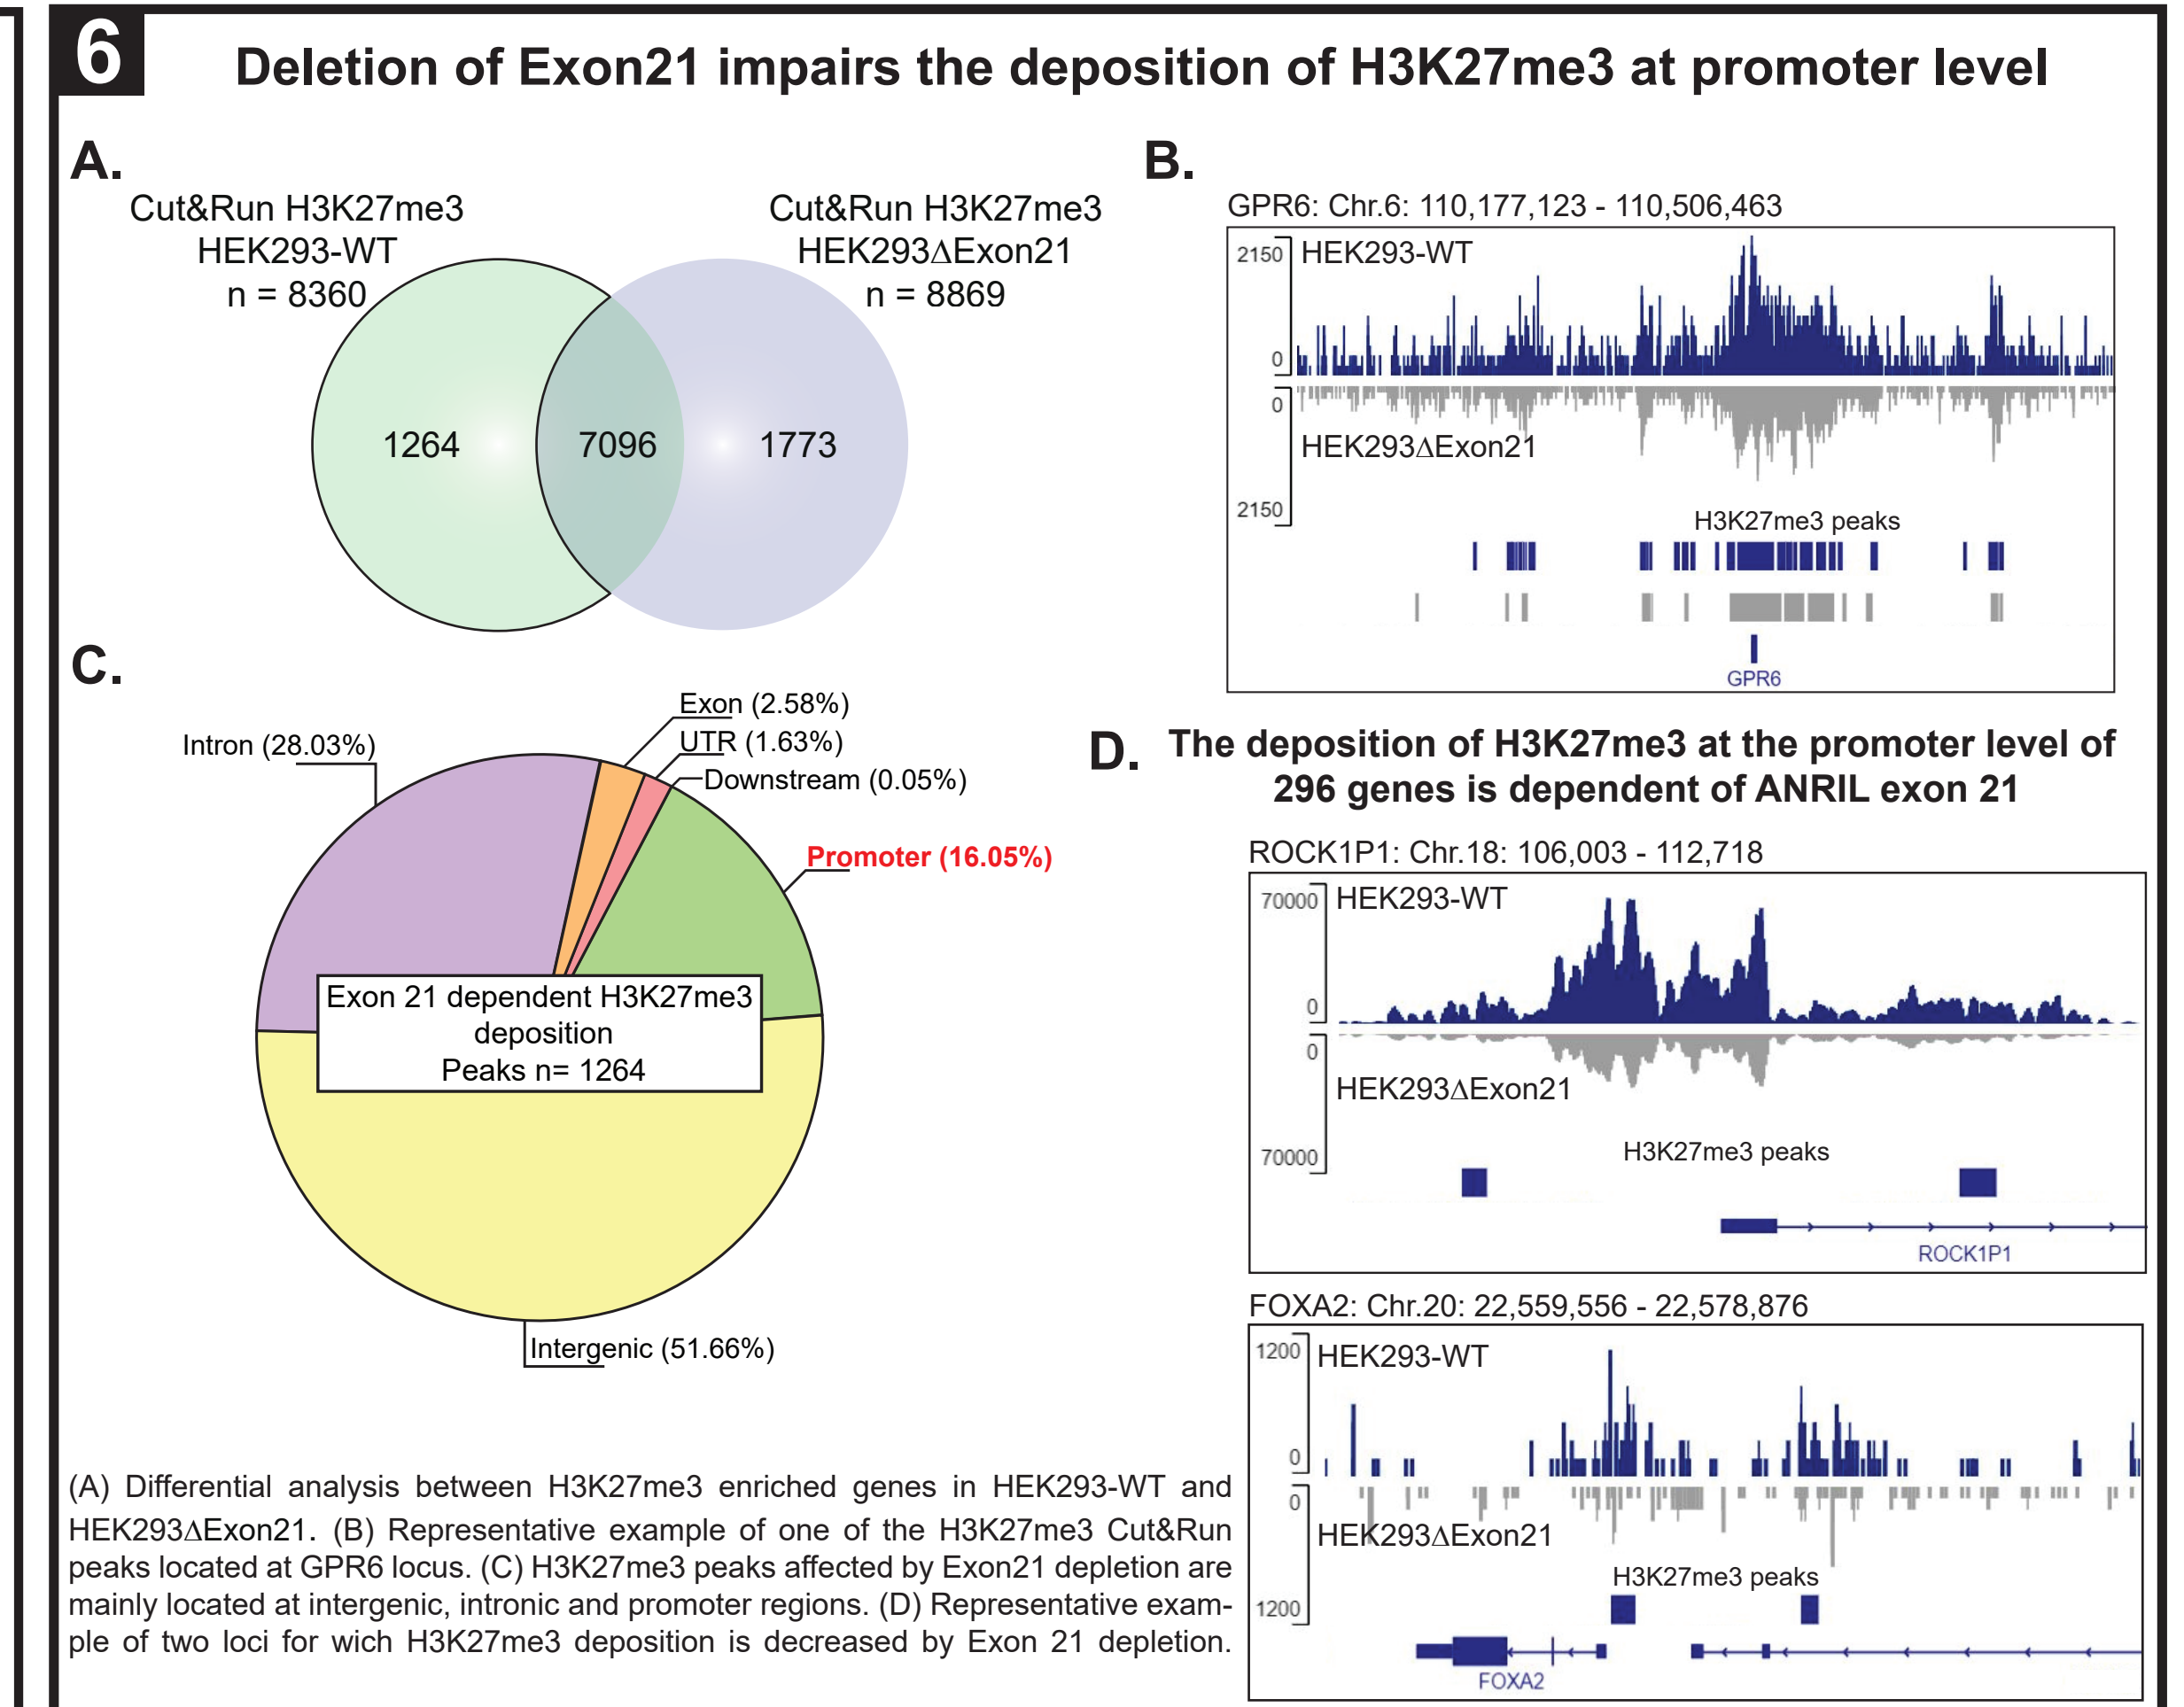 6
Deletion of Exon21 impairs the deposition of H3K27me3 at promoter level
A.
Cut&Run H3K27me3
HEK293-WT
n = 8360
Cut&Run H3K27me3
HEK293ΔExon21
n = 8869
1264
7096
1773
B.
GPR6: Chr.6: 110,177,123 - 110,506,463
2150
HEK293-WT
0
0
HEK293ΔExon21
2150
H3K27me3 peaks
GPR6
C.
Exon (2.58%)
UTR (1.63%)
Intron (28.03%)
Downstream (0.05%)
Promoter (16.05%)
Exon 21 dependent H3K27me3
deposition
Peaks n= 1264
Intergenic (51.66%)
D.
The deposition of H3K27me3 at the promoter level of
296 genes is dependent of ANRIL exon 21
ROCK1P1: Chr.18: 106,003 - 112,718
70000
HEK293-WT
0
0
HEK293ΔExon21
70000
H3K27me3 peaks
ROCK1P1
FOXA2: Chr.20: 22,559,556 - 22,578,876
1200
HEK293-WT
0
0
HEK293ΔExon21
H3K27me3 peaks
1200
FOXA2
(A) Differential analysis between H3K27me3 enriched genes in HEK293-WT and
HEK293ΔExon21. (B) Representative example of one of the H3K27me3 Cut&Run
peaks located at GPR6 locus. (C) H3K27me3 peaks affected by Exon21 depletion are
mainly located at intergenic, intronic and promoter regions. (D) Representative exam-
ple of two loci for wich H3K27me3 deposition is decreased by Exon 21 depletion.